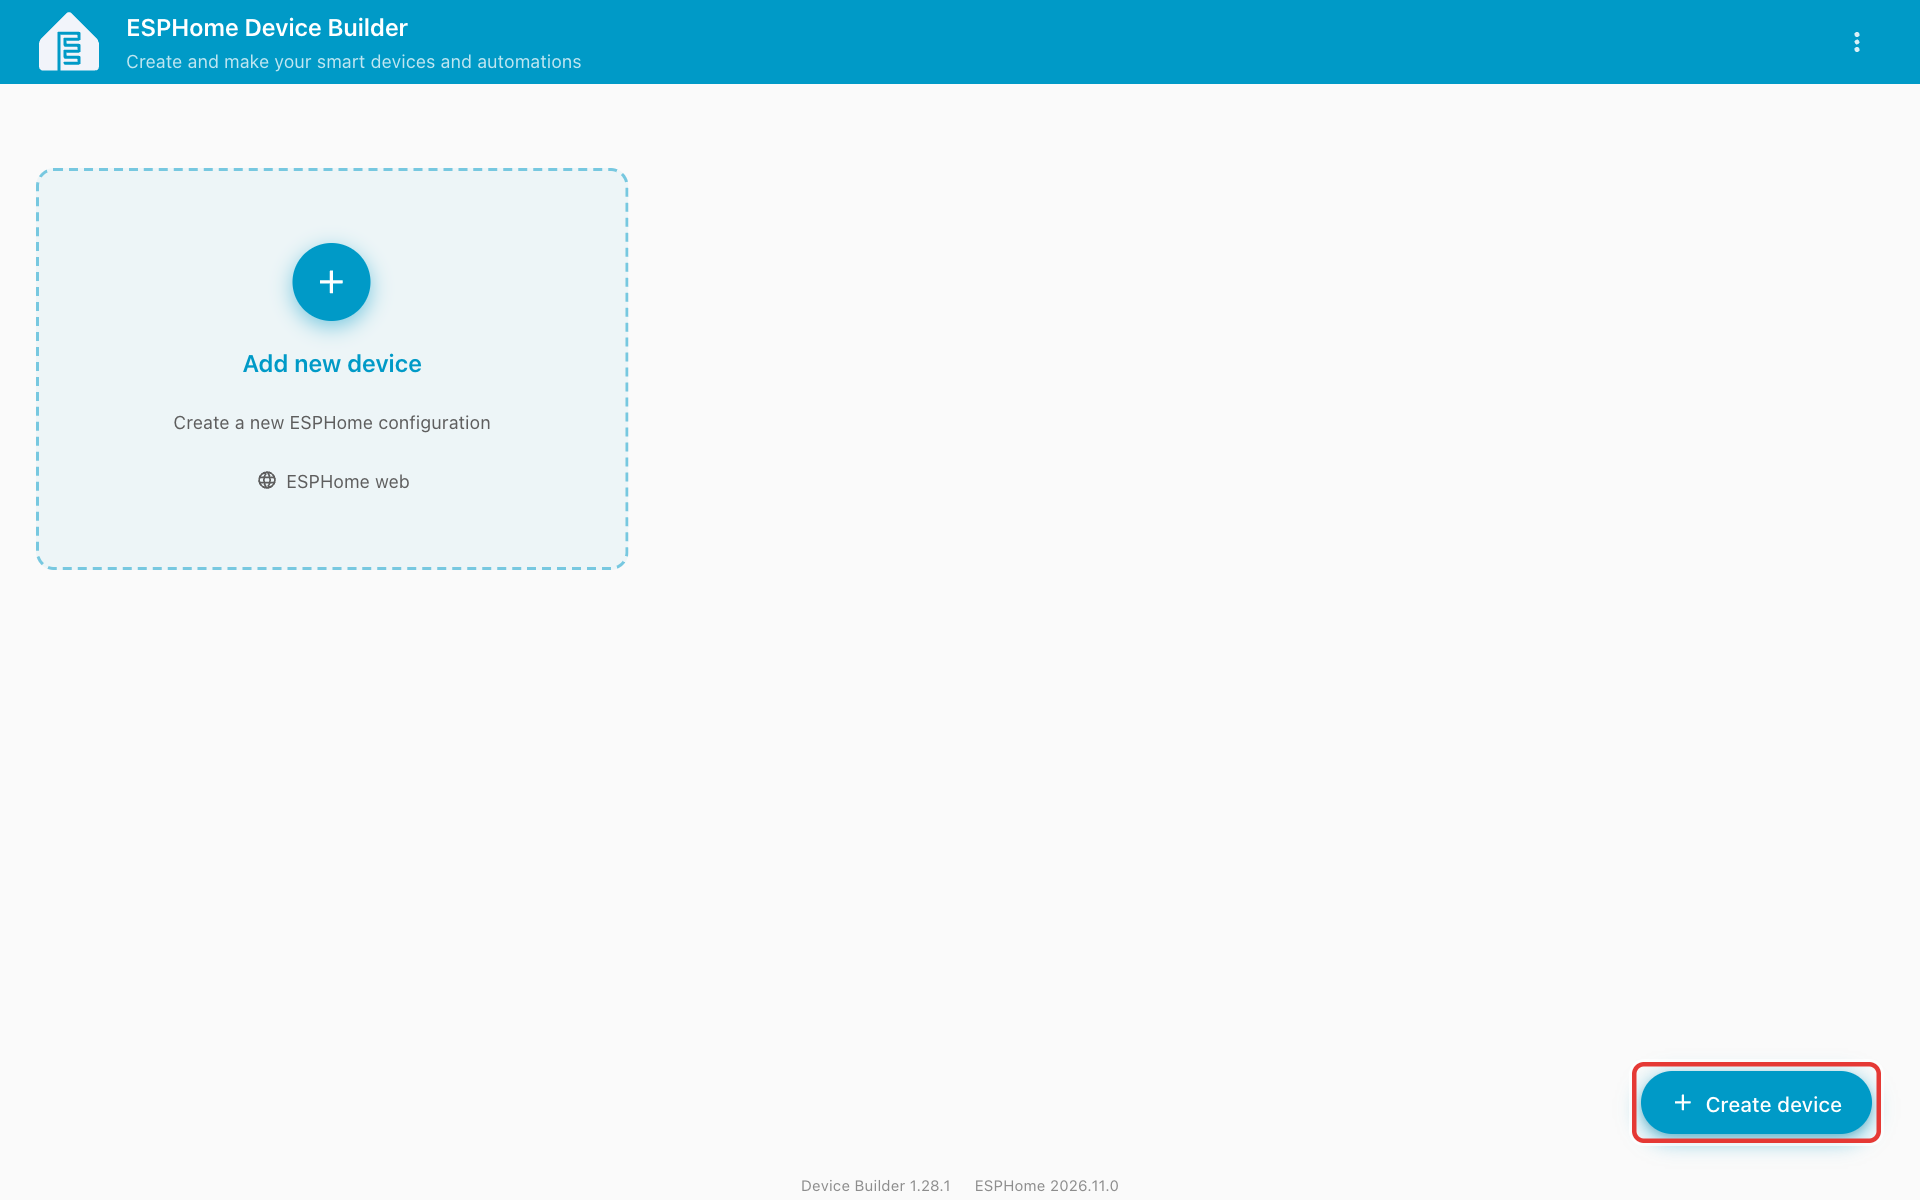 ESPHome Device Builder
Create and make your smart devices and automations
Add new device
Create a new ESPHome configuration
ESPHome web
Create device
Device Builder 1.28.1 ESPHome 2026.11.0